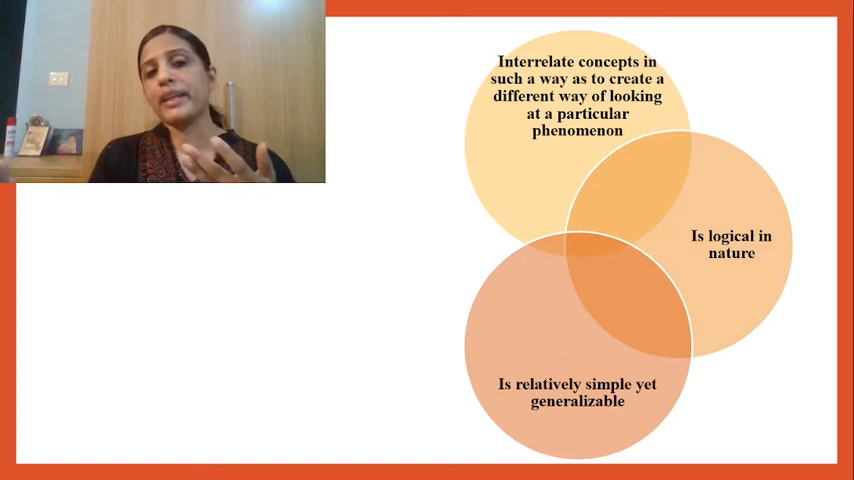 Interrelate concepts in
such a way as to create a
different way of looking
at a particular
phenomenon
Is logical in
nature
Is relatively simple yet
generalizable